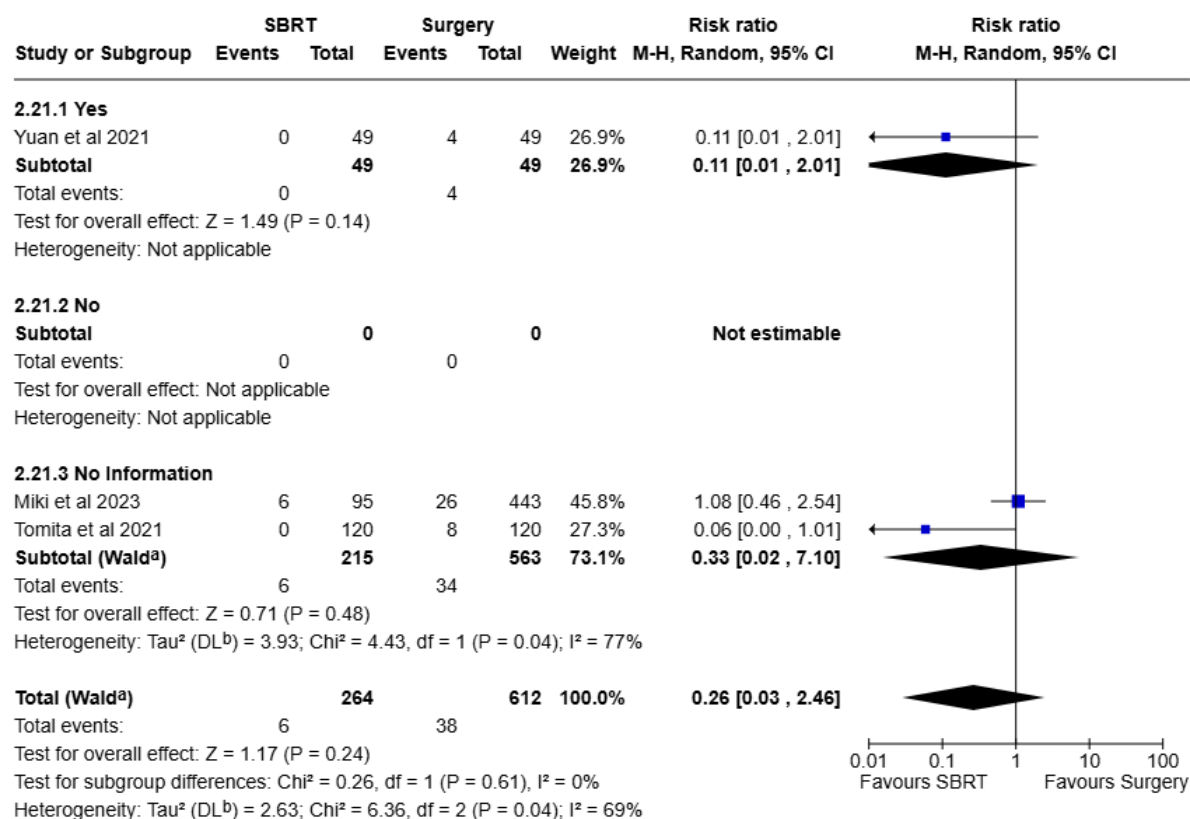 SBRT Surgery Risk ratio Risk ratio
Study or Subgroup Events Total Events Total Weight M-H, Random, 95% CI M-H, Random, 95% CI
2.21.1 Yes
Yuan et al 2021 0 49 4 49 26.9% 0.11 [0.01 , 2.01]
Subtotal 49 49 26.9% 0.11 [0.01 , 2.01]
Total events: 0 4
Test for overall effect: Z = 1.49 (P = 0.14)
Heterogeneity: Not applicable
2.21.2 No
Subtotal 0 0 Not estimable
Total events: 0 0
Test for overall effect: Not applicable
Heterogeneity: Not applicable
2.21.3 No Information
Miki et al 2023 6 95 26 443 45.8% 1.08 [0.46 , 2.54]
Tomita et al 2021 0 120 8 120 27.3% 0.06 [0.00 , 1.01]
Subtotal (Waldᵃ) 215 563 73.1% 0.33 [0.02 , 7.10]
Total events: 6 34
Test for overall effect: Z = 0.71 (P = 0.48)
Heterogeneity: Tau² (DLᵇ) = 3.93; Chi² = 4.43, df = 1 (P = 0.04); I² = 77%
Total (Waldᵃ) 264 612 100.0% 0.26 [0.03 , 2.46]
Total events: 6 38
Test for overall effect: Z = 1.17 (P = 0.24)
Test for subgroup differences: Chi² = 0.26, df = 1 (P = 0.61), I² = 0%
Heterogeneity: Tau² (DLᵇ) = 2.63; Chi² = 6.36, df = 2 (P = 0.04); I² = 69%
0.01 0.1 1 10 100
Favours SBRT Favours Surgery